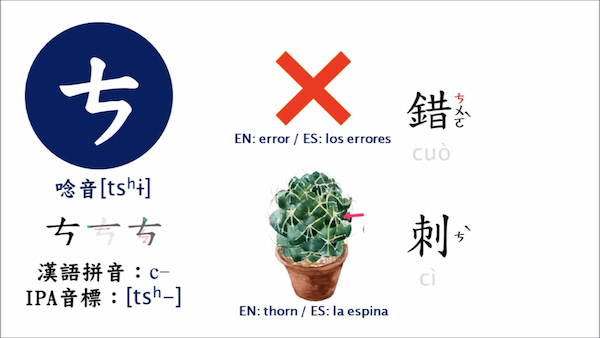 ㄘ
唸音[tsʰɨ]
ㄘ ㄘ ㄘ
漢語拼音：c–
IPA音標：[tsʰ–]
EN: error / ES: los errores
錯 ㄘㄨㄛˋ
cuò
EN: thorn / ES: la espina
刺 ㄘˋ
cì